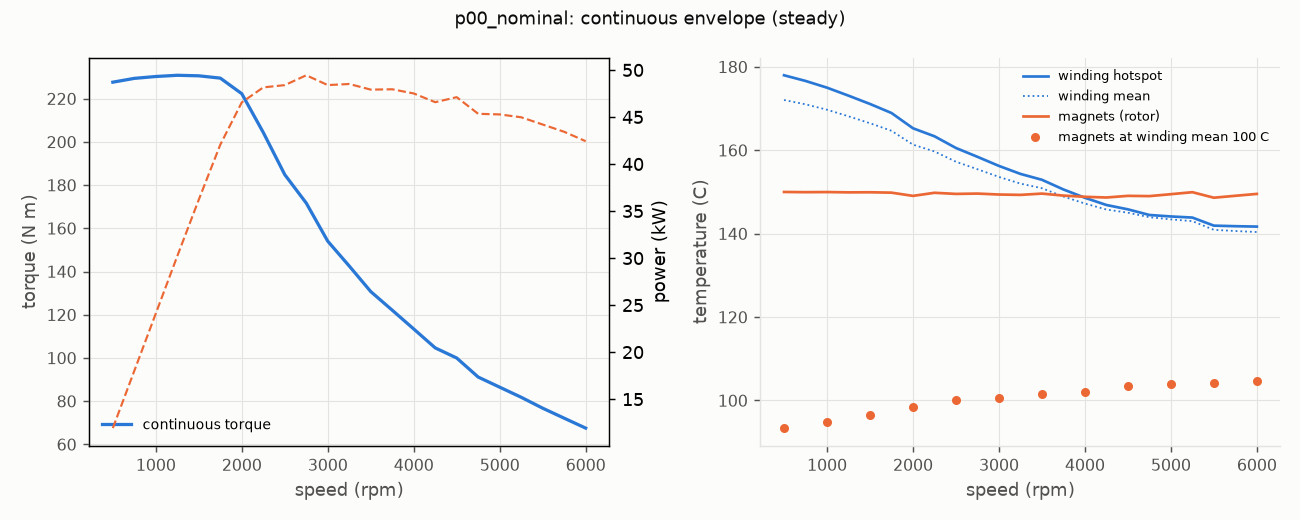 p00_nominal: continuous envelope (steady)
torque (N m)
220
200
180
160
140
120
100
80
60
continuous torque
1000 2000 3000 4000 5000 6000
speed (rpm)
50
45
40
35
30
25
20
15
power (kW)
temperature (C)
180
160
140
120
100
winding hotspot
winding mean
magnets (rotor)
magnets at winding mean 100 C
1000 2000 3000 4000 5000 6000
speed (rpm)